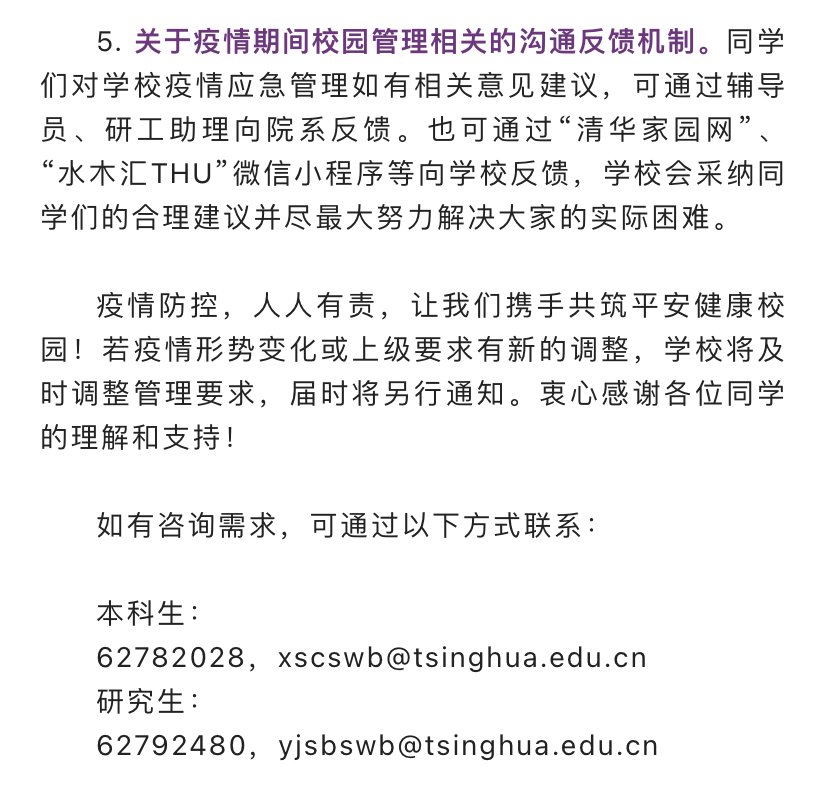 5. 关于疫情期间校园管理相关的沟通反馈机制。同学
们对学校疫情应急管理如有相关意见建议，可通过辅导
员、研工助理向院系反馈。也可通过“清华家园网”、
“水木汇THU”微信小程序等向学校反馈，学校会采纳同
学们的合理建议并尽最大努力解决大家的实际困难。
疫情防控，人人有责，让我们携手共筑平安健康校
园！若疫情形势变化或上级要求有新的调整，学校将及
时调整管理要求，届时将另行通知。衷心感谢各位同学
的理解和支持！
如有咨询需求，可通过以下方式联系：
本科生：
62782028，xscswb@tsinghua.edu.cn
研究生：
62792480，yjsbswb@tsinghua.edu.cn